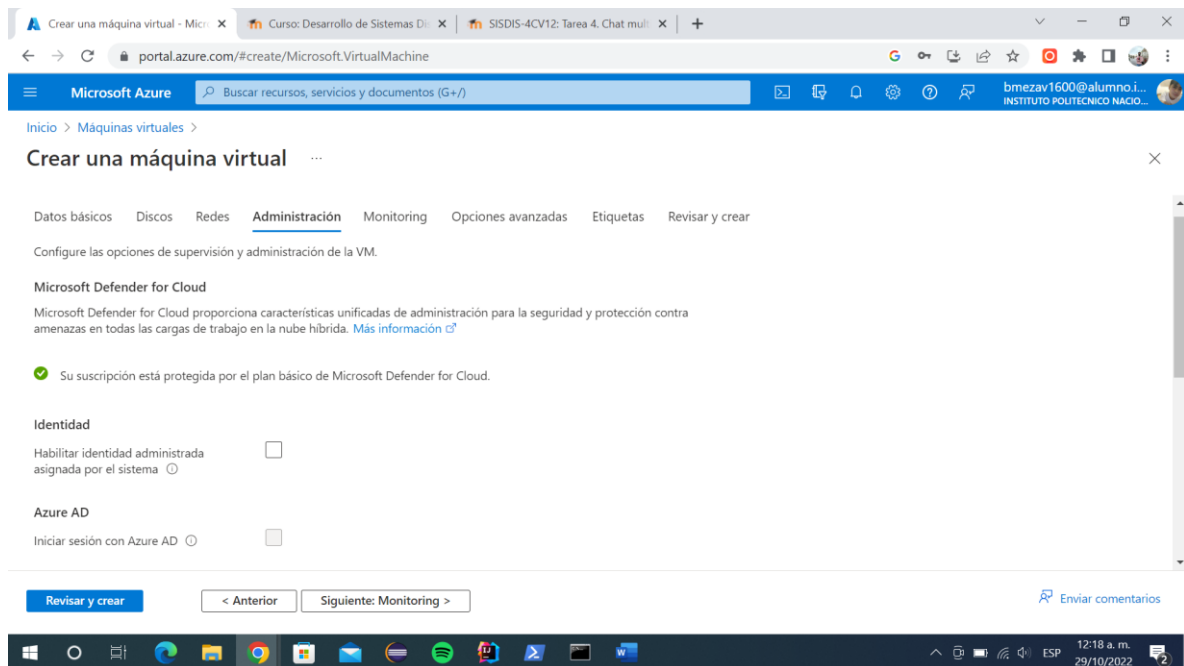 Crear una máquina virtual - Micro
Curso: Desarrollo de Sistemas Di
SISDIS-4CV12: Tarea 4. Chat mult
portal.azure.com/#create/Microsoft.VirtualMachine
Microsoft Azure
Buscar recursos, servicios y documentos (G+/)
bmezav1600@alumno.i...
INSTITUTO POLITECNICO NACIO...
Inicio > Máquinas virtuales >
Crear una máquina virtual ...
Datos básicos Discos Redes Administración Monitoring Opciones avanzadas Etiquetas Revisar y crear
Configure las opciones de supervisión y administración de la VM.
Microsoft Defender for Cloud
Microsoft Defender for Cloud proporciona características unificadas de administración para la seguridad y protección contra
amenazas en todas las cargas de trabajo en la nube híbrida. Más información
Su suscripción está protegida por el plan básico de Microsoft Defender for Cloud.
Identidad
Habilitar identidad administrada
asignada por el sistema
Azure AD
Iniciar sesión con Azure AD
Revisar y crear
< Anterior
Siguiente: Monitoring >
Enviar comentarios
ESP
12:18 a. m.
29/10/2022
2